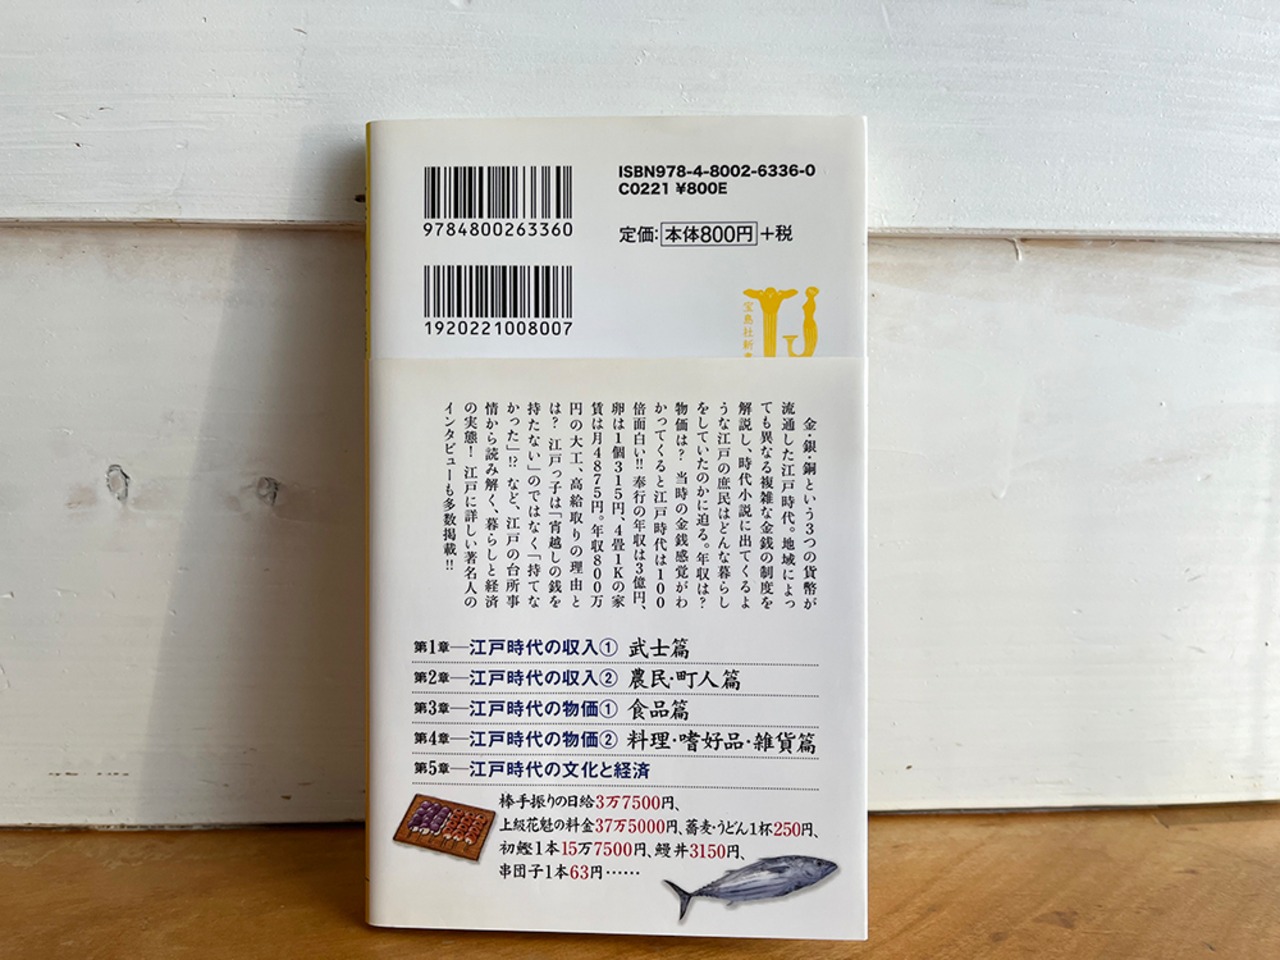 ISBN978-4-8002-6336-0
C0221 ¥800E
9784800263360
定価:本体800円+税
1920221008007
宝島社新書
金・銀・銅という3つの貨幣が
流通した江戸時代。地域によっ
ても異なる複雑な金銭の制度を
解説し、時代小説に出てくるよ
うな江戸の庶民はどんな暮らし
をしていたのかに迫る。年収は?
物価は? 当時の金銭感覚がわ
かってくると江戸時代は100
倍面白い!! 奉行の年収は3億円、
卵は1個315円、4畳1Kの家
賃は月4875円。年収800万
円の大工、高給取りの理由と
は? 江戸っ子は「宵越しの銭を
持たない」のではなく「持てな
かった」!? など、江戸の台所事
情から読み解く、暮らしと経済
の実態! 江戸に詳しい著名人の
インタビューも多数掲載!!
第1章―江戸時代の収入① 武士篇
第2章―江戸時代の収入② 農民・町人篇
第3章―江戸時代の物価① 食品篇
第4章―江戸時代の物価② 料理・嗜好品・雑貨篇
第5章―江戸時代の文化と経済
棒手振りの日給3万7500円、
上級花魁の料金37万5000円、蕎麦・うどん1杯250円、
初鰹1本15万7500円、鰻丼3150円、
串団子1本63円……